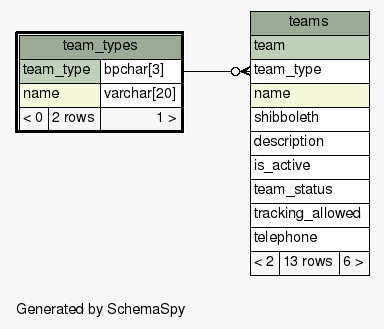 team_types
team_type bpchar[3]
name varchar[20]
< 0 2 rows 1 >
teams
team
team_type
name
shibboleth
description
is_active
team_status
tracking_allowed
telephone
< 2 13 rows 6 >
Generated by SchemaSpy